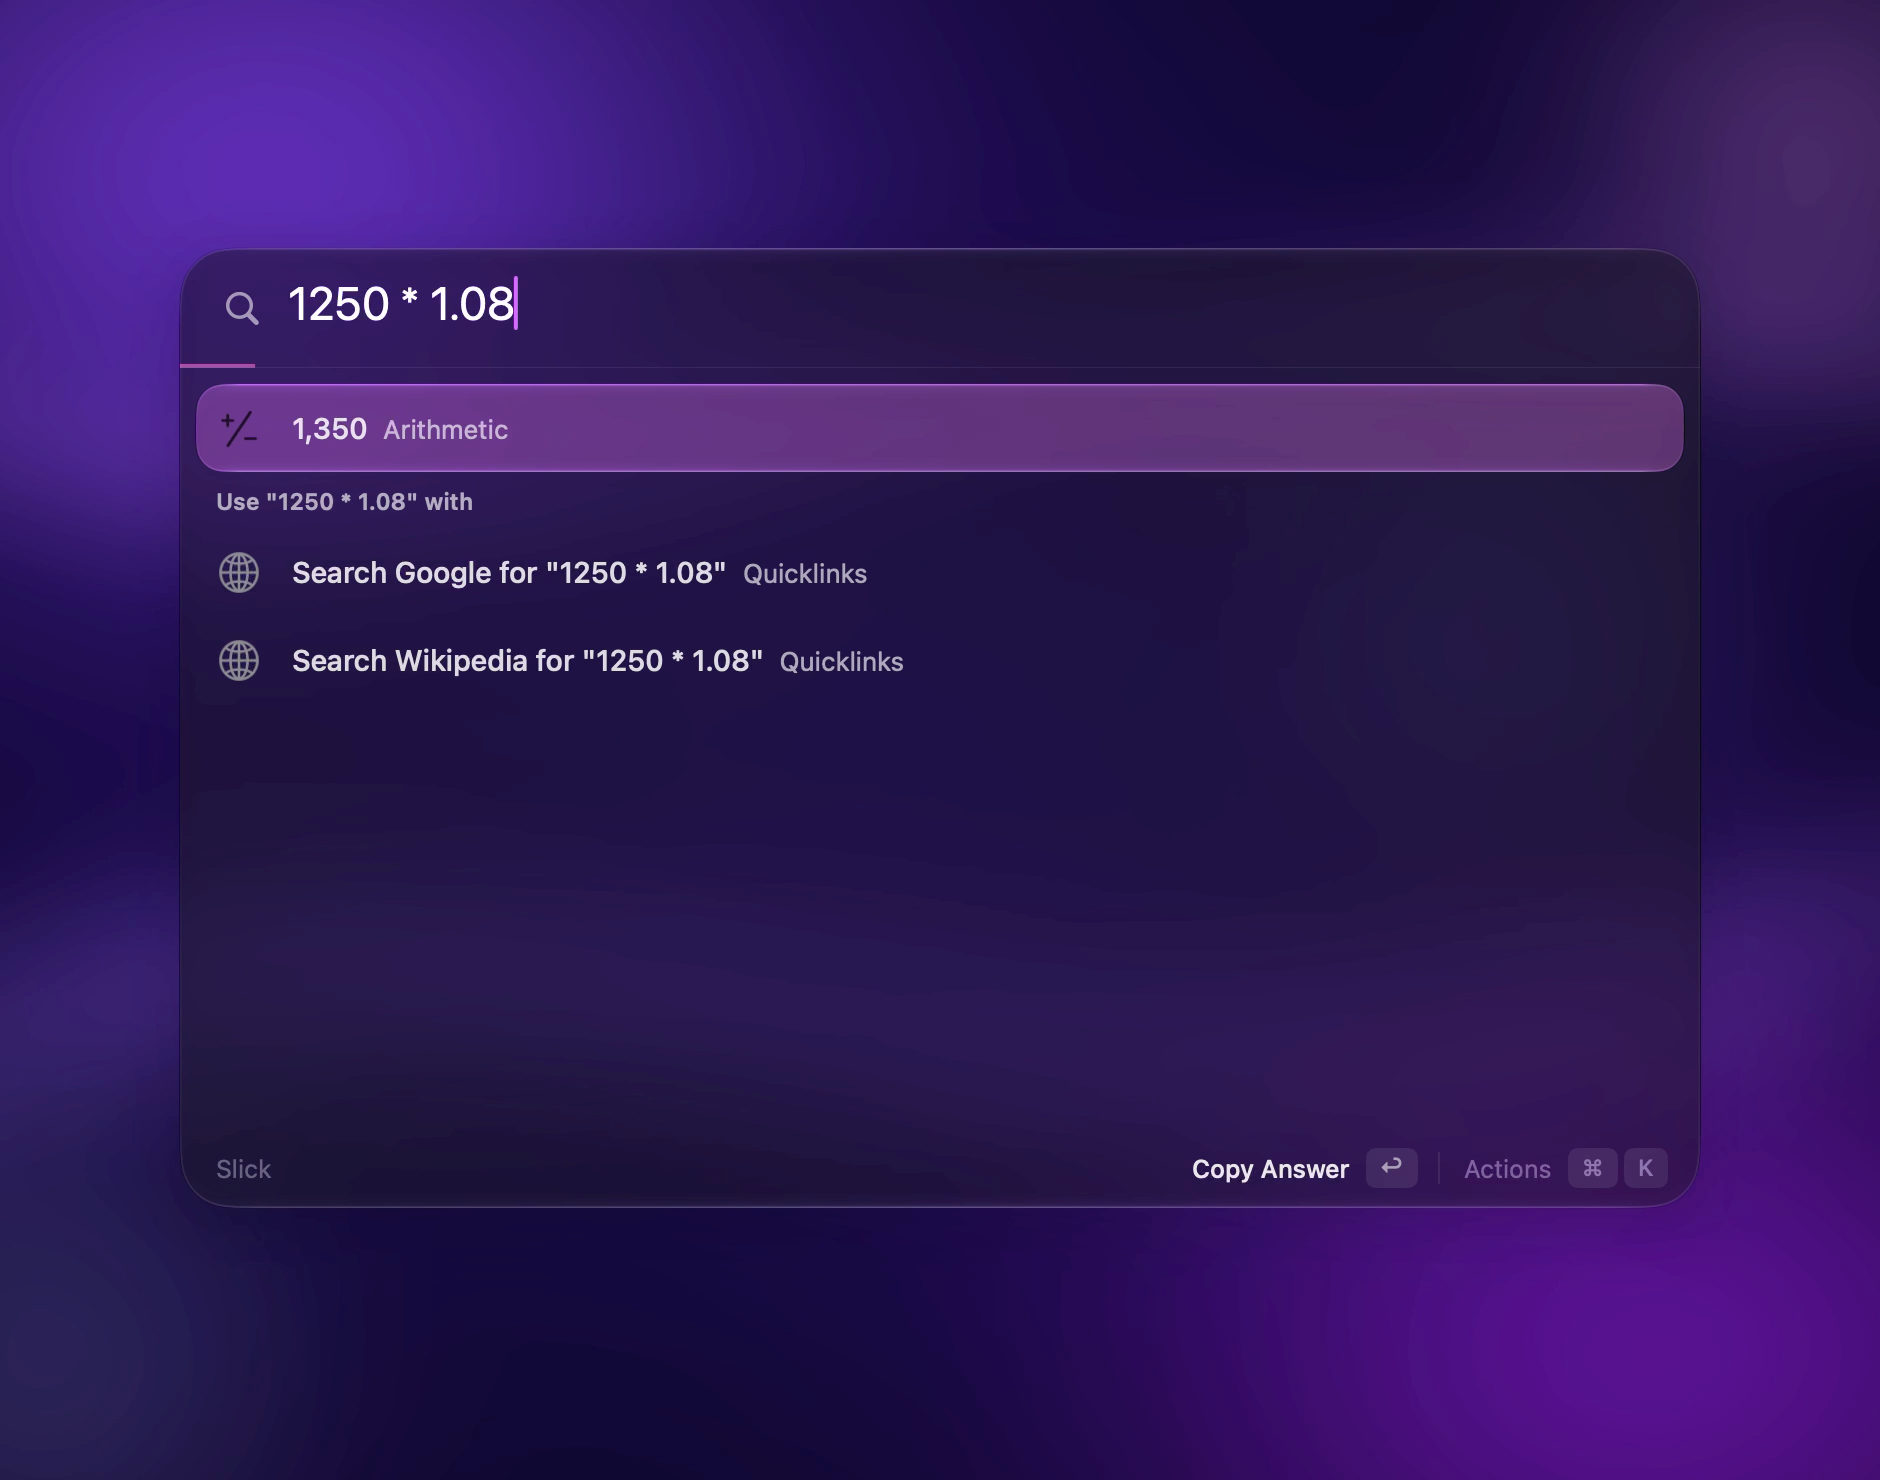 1250 * 1.08
1,350 Arithmetic
Use "1250 * 1.08" with
Search Google for "1250 * 1.08" Quicklinks
Search Wikipedia for "1250 * 1.08" Quicklinks
Slick Copy Answer ↩ Actions ⌘ K